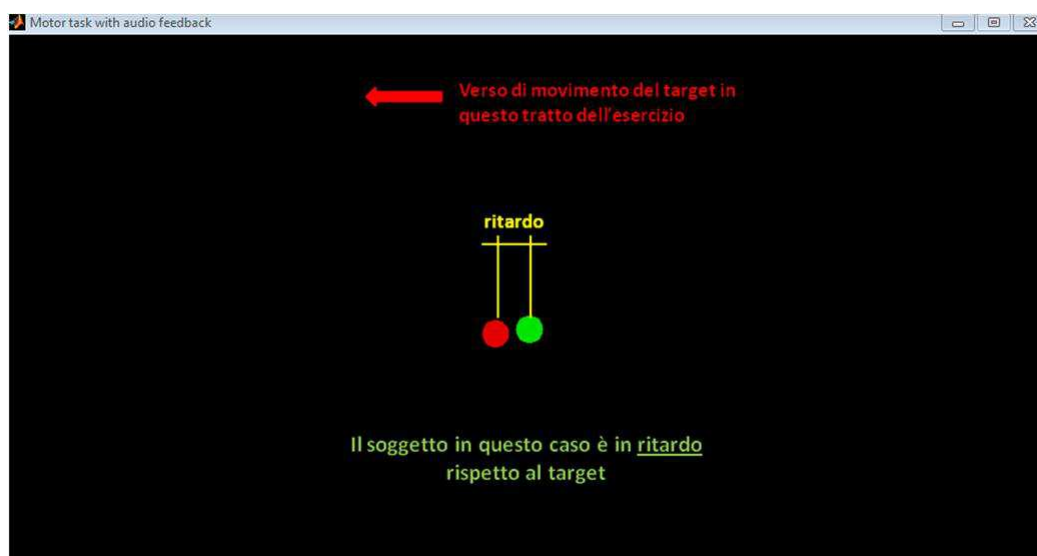 Motor task with audio feedback
Verso di movimento del target in
questo tratto dell'esercizio
ritardo
Il soggetto in questo caso è in ritardo
rispetto al target